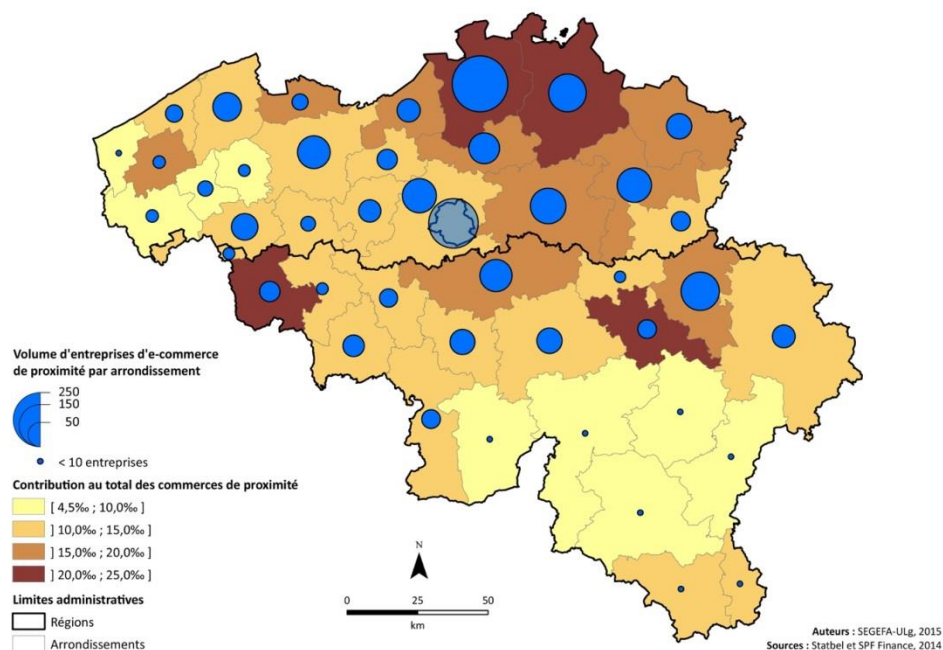 Volume d'entreprises d'e-commerce
de proximité par arrondissement
250
150
50
< 10 entreprises
Contribution au total des commerces de proximité
[ 4,5‰ ; 10,0‰ ]
] 10,0‰ ; 15,0‰ ]
] 15,0‰ ; 20,0‰ ]
] 20,0‰ ; 25,0‰ ]
Limites administratives
Régions
Arrondissements
N
0 25 50
km
Auteurs : SEGEFA-ULg, 2015
Sources : Statbel et SPF Finance, 2014